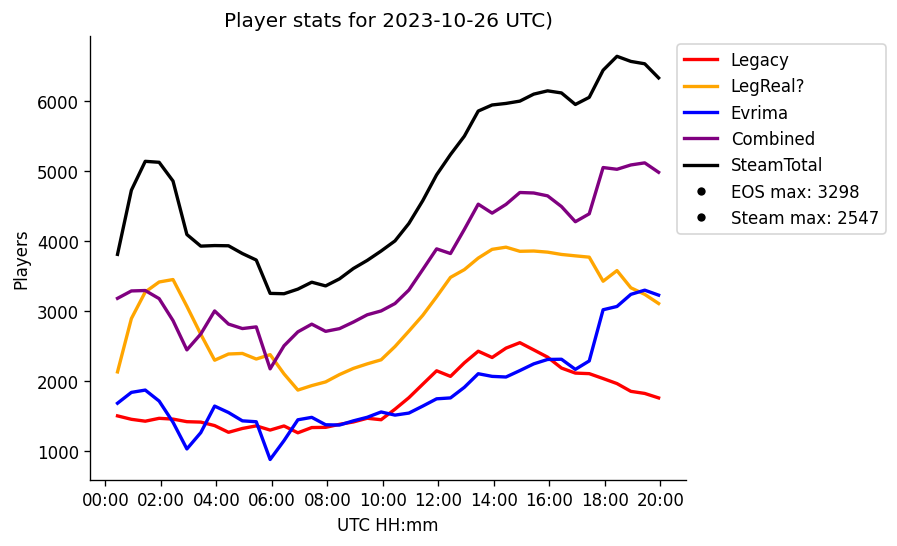 Player stats for 2023-10-26 UTC)
Legacy
LegReal?
Evrima
Combined
SteamTotal
EOS max: 3298
Steam max: 2547
Players
6000
5000
4000
3000
2000
1000
00:00 02:00 04:00 06:00 08:00 10:00 12:00 14:00 16:00 18:00 20:00
UTC HH:mm